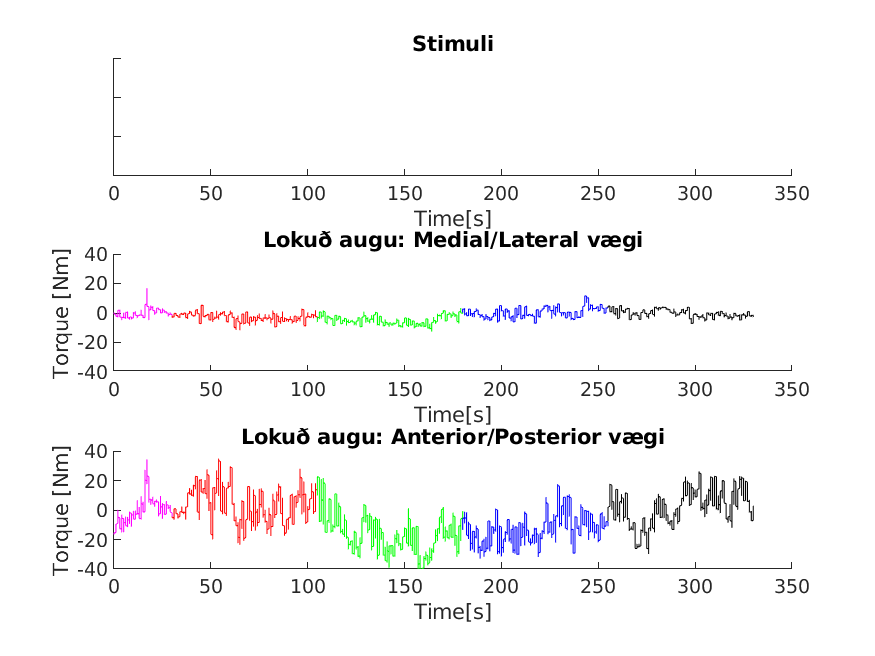 Stimuli
0 50 100 150 200 250 300 350
Time[s]
Lokuð augu: Medial/Lateral vægi
Torque [Nm]
40
20
0
-20
-40
0 50 100 150 200 250 300 350
Time[s]
Lokuð augu: Anterior/Posterior vægi
Torque [Nm]
40
20
0
-20
-40
0 50 100 150 200 250 300 350
Time[s]